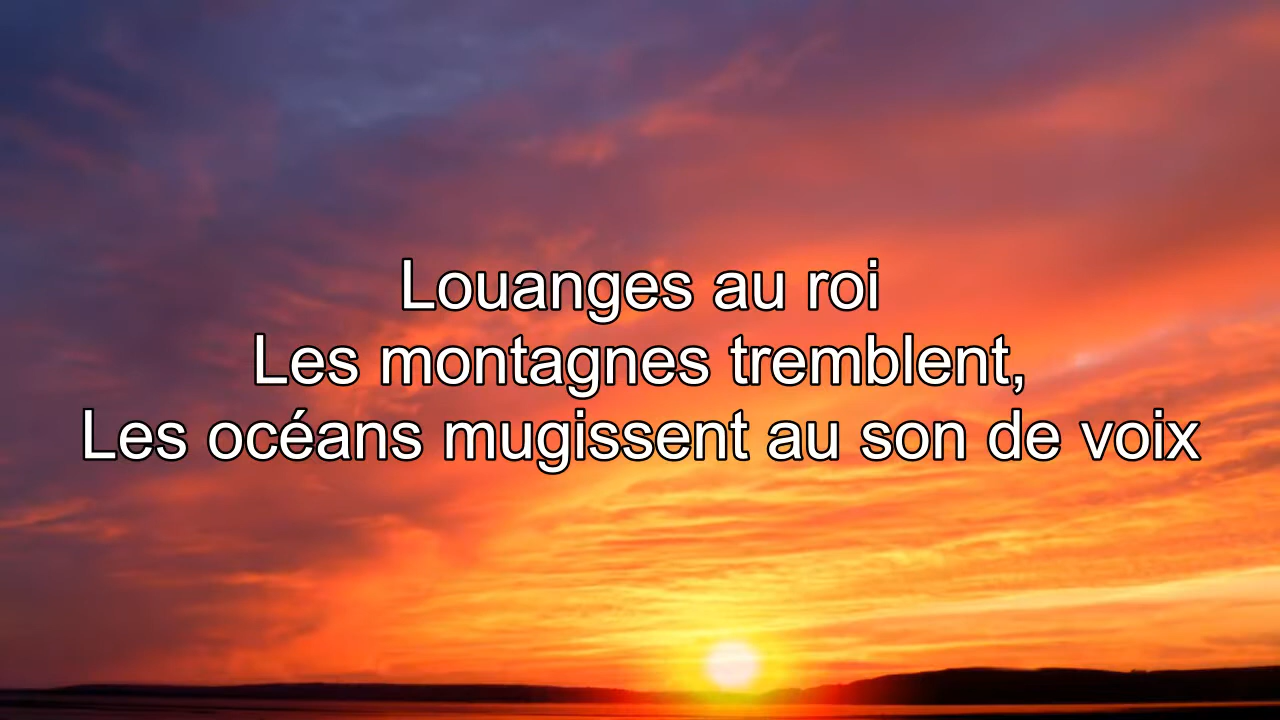 Louanges au roi
Les montagnes tremblent,
Les océans mugissent au son de voix